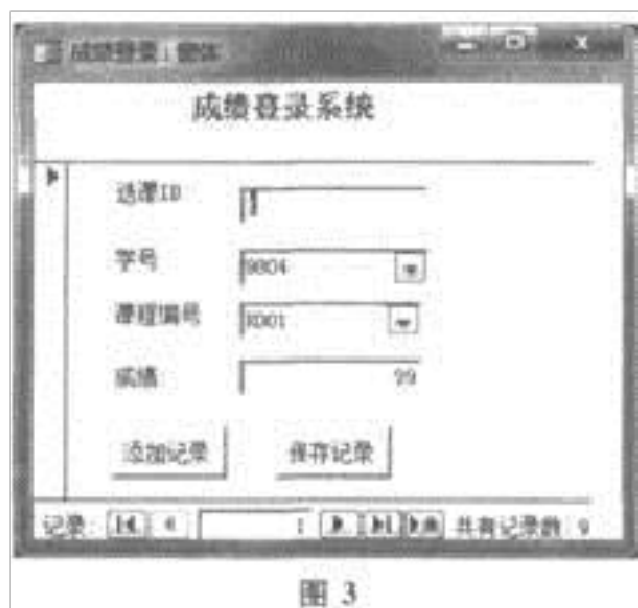 成绩登录1 窗体
成绩登录系统
选课ID
学号 9804
课程编号 K001
成绩 99
添加记录 保存记录
记录: 1 共有记录数: 9
图 3